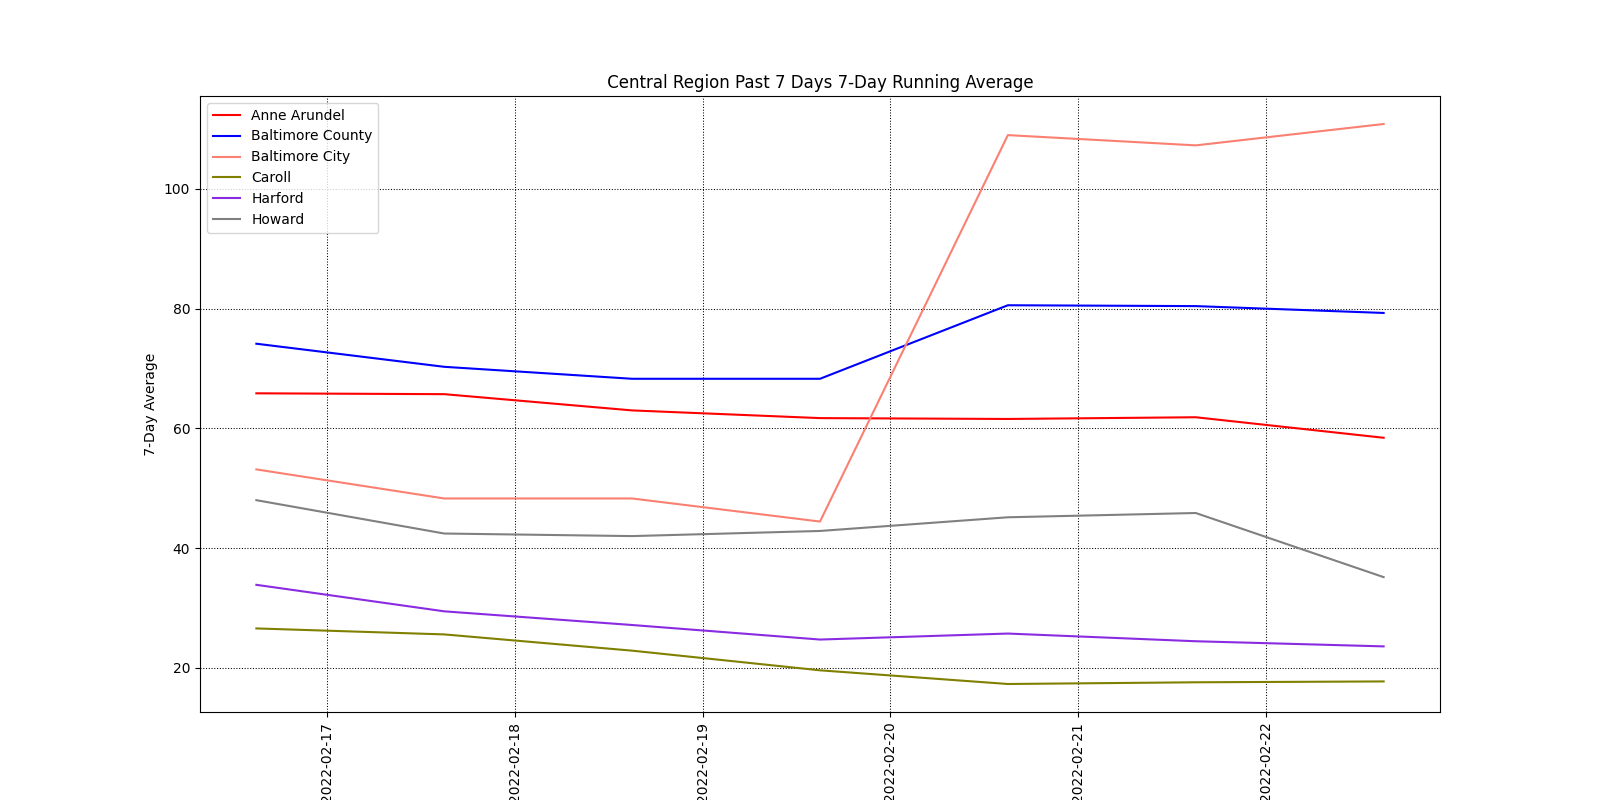 Central Region Past 7 Days 7-Day Running Average
Anne Arundel
Baltimore County
Baltimore City
Caroll
Harford
Howard
100
80
60
40
20
7-Day Average
2022-02-17
2022-02-18
2022-02-19
2022-02-20
2022-02-21
2022-02-22